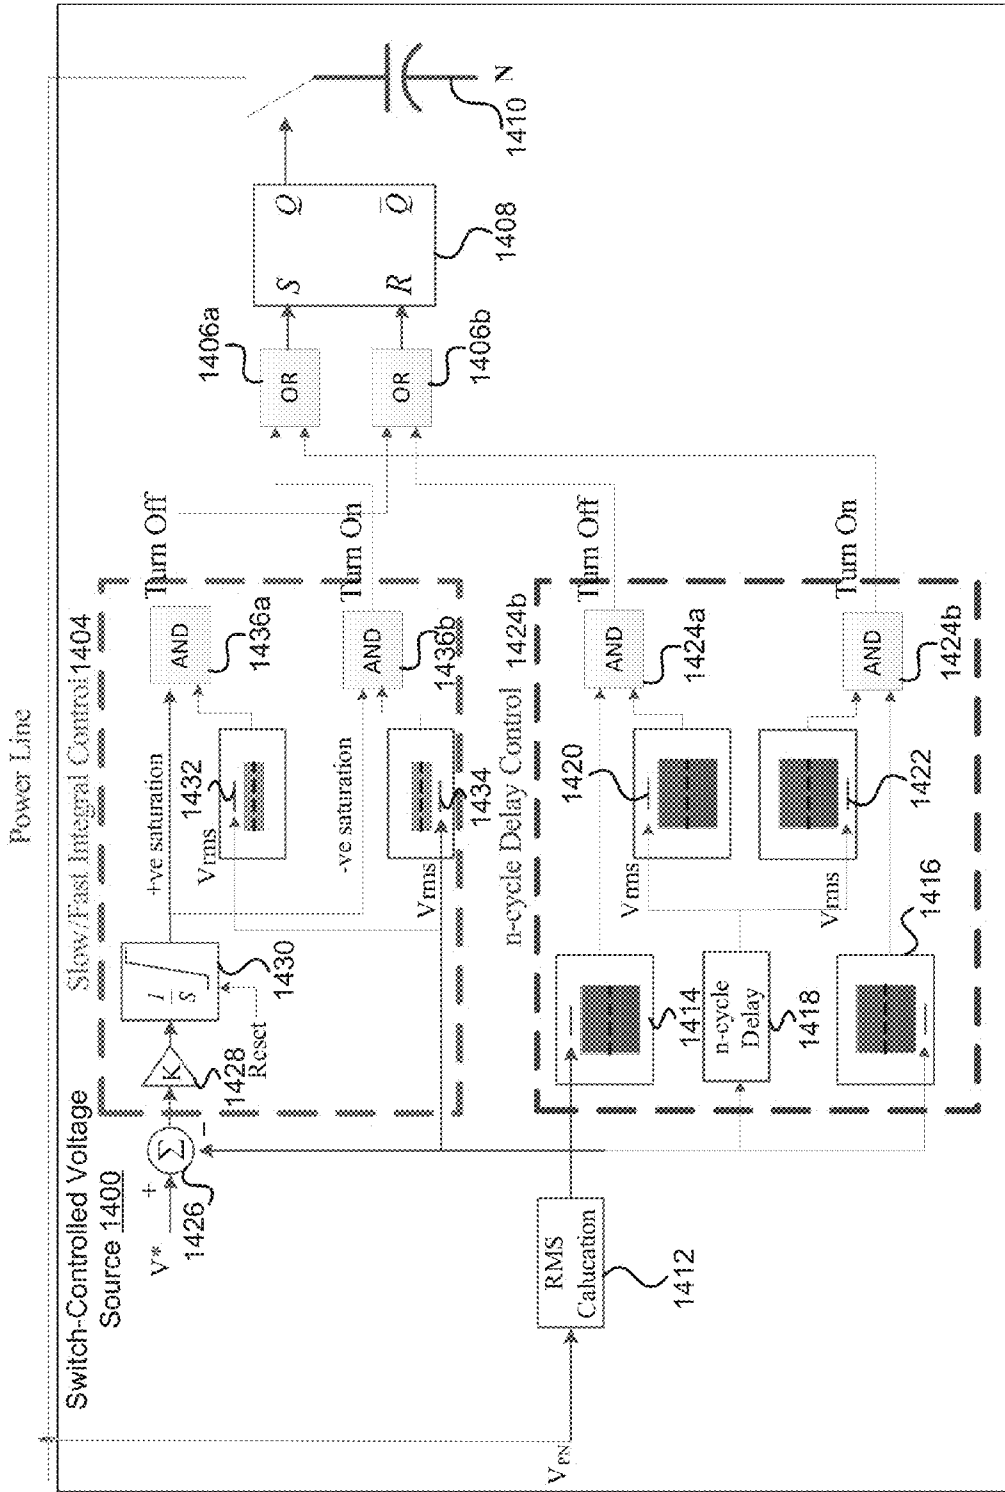 Power Line
Switch-Controlled Voltage
Source 1400
Slow/Fast Integral Control 1404
V*
+
-
Σ
1426
K
1428
1
S
1430
Reset
+ve saturation
Vrms
1432
-ve saturation
Vrms
1434
AND
1436a
AND
1436b
Turn Off
Turn On
n-cycle Delay Control 1424b
VPN
RMS
Calucation
1412
1414
n-cycle
Delay
1418
1416
Vrms
1420
Vrms
1422
AND
1424a
AND
1424b
Turn Off
Turn On
OR
1406a
OR
1406b
S
Q
R
Q̅
1408
N
1410